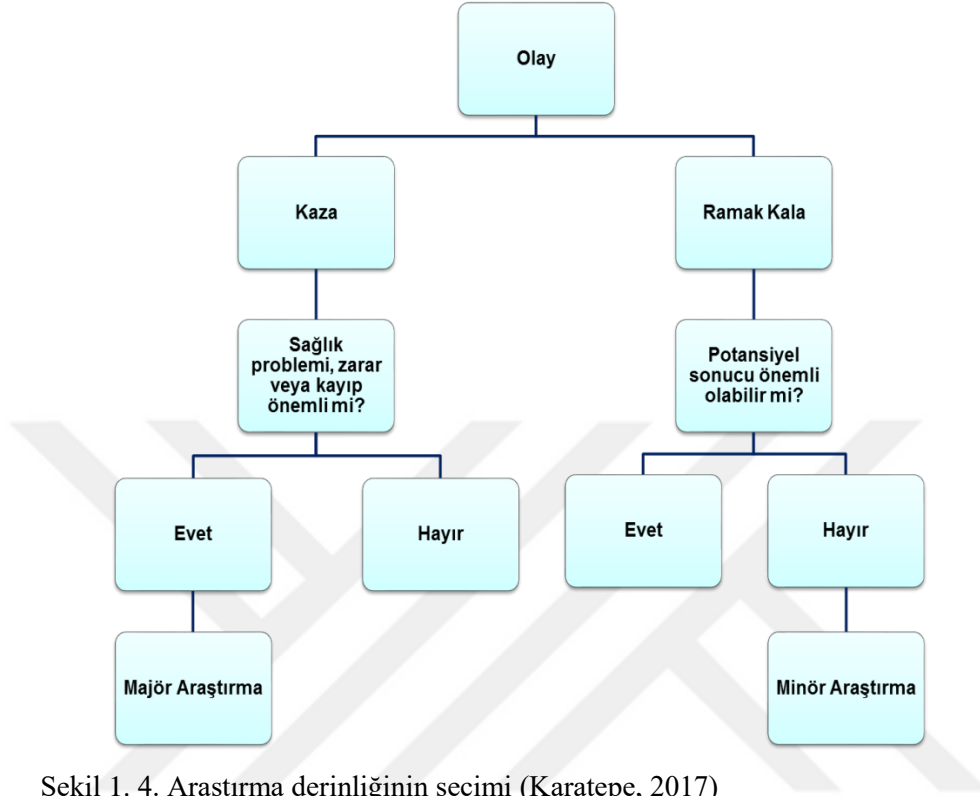 Olay
Kaza
Ramak Kala
Sağlık
problemi, zarar
veya kayıp
önemli mi?
Potansiyel
sonucu önemli
olabilir mi?
Evet
Hayır
Evet
Hayır
Majör Araştırma
Minör Araştırma
Şekil 1. 4. Araştırma derinliğinin seçimi (Karatepe, 2017)